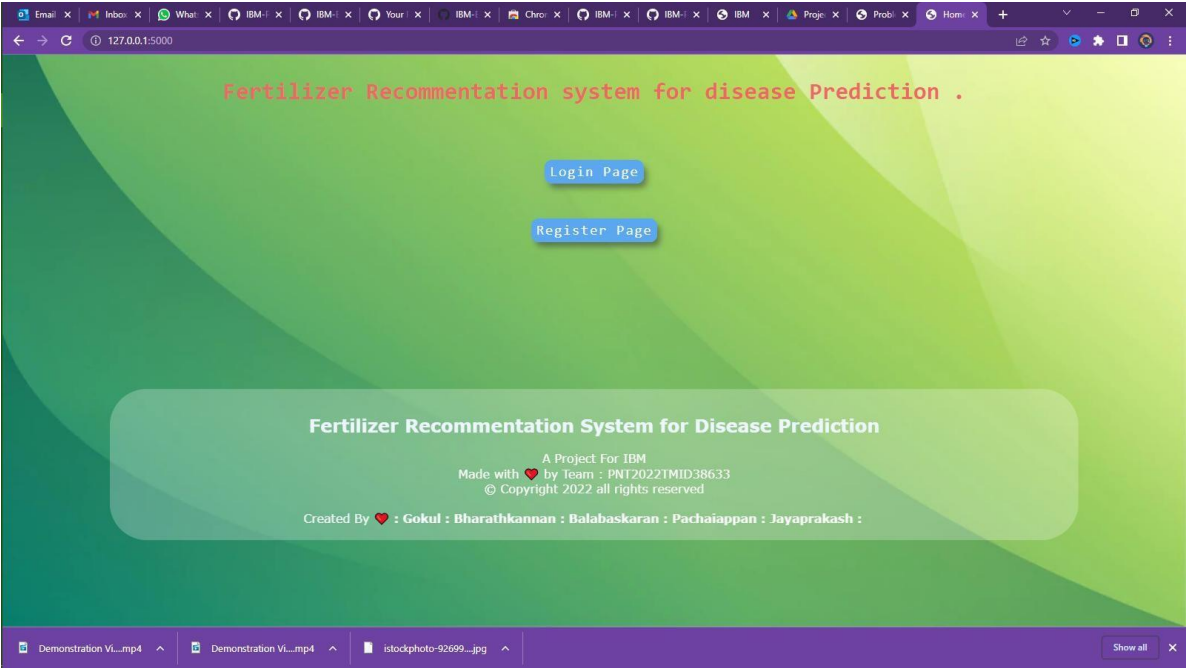 Email
Inbox
What:
IBM-
IBM-
Your
IBM-
Chro
IBM-
IBM-
IBM
Proje
Probl
Home
127.0.0.1:5000
Fertilizer Recommentation system for disease Prediction .
Login Page
Register Page
Fertilizer Recommentation System for Disease Prediction
A Project For IBM
Made with ❤ by Team : PNT2022TMID38633
© Copyright 2022 all rights reserved
Created By ❤ : Gokul : Bharathkannan : Balabaskaran : Pachaiappan : Jayaprakash :
Demonstration Vi....mp4
Demonstration Vi....mp4
istockphoto-92699....jpg
Show all